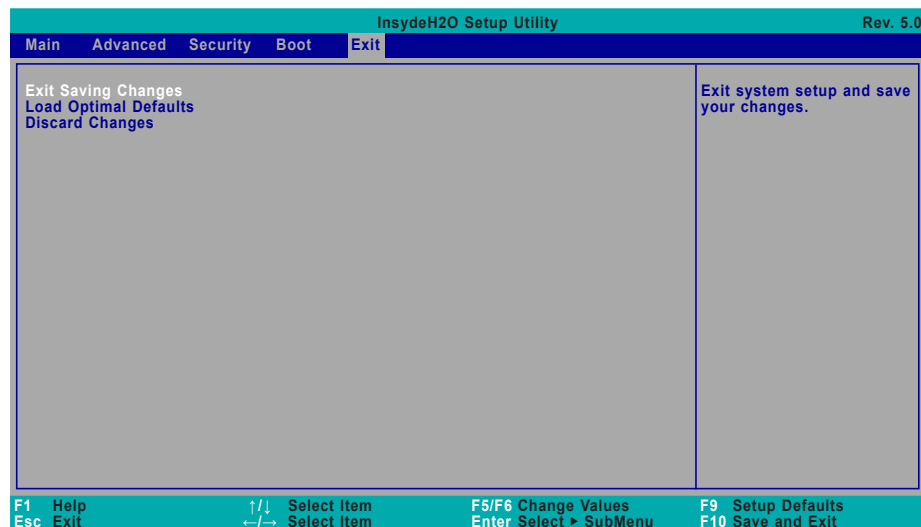 InsydeH2O Setup Utility Rev. 5.0
Main Advanced Security Boot Exit
Exit Saving Changes
Load Optimal Defaults
Discard Changes
Exit system setup and save
your changes.
F1 Help ↑/↓ Select Item F5/F6 Change Values F9 Setup Defaults
Esc Exit ←/→ Select Item Enter Select ▶ SubMenu F10 Save and Exit